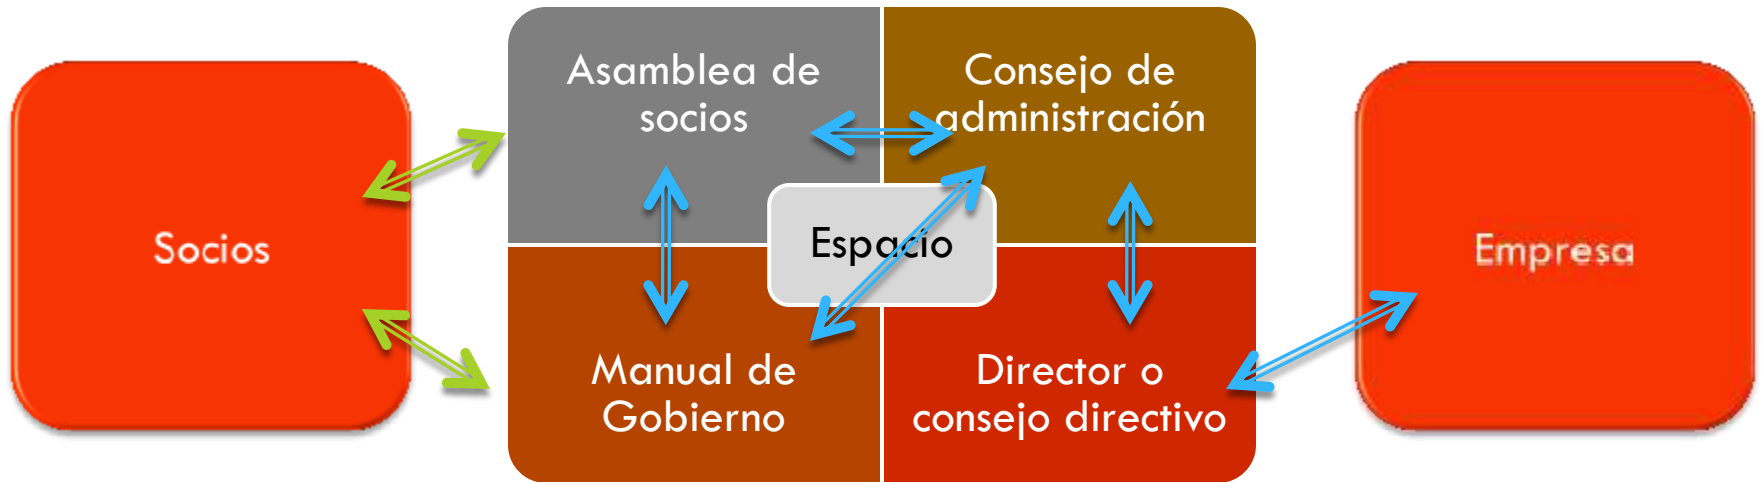 Socios
Asamblea de
socios
Consejo de
administración
Espacio
Manual de
Gobierno
Director o
consejo directivo
Empresa